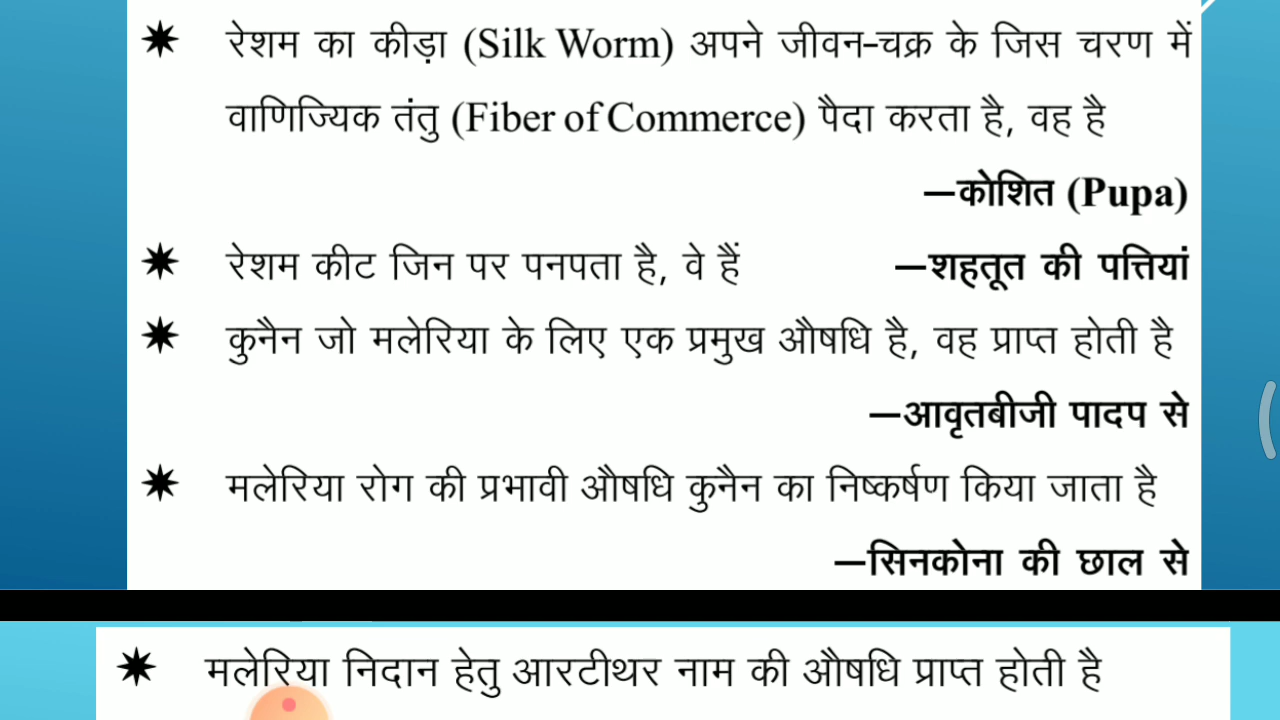 ✷ रेशम का कीड़ा (Silk Worm) अपने जीवन-चक्र के जिस चरण में
वाणिज्यिक तंतु (Fiber of Commerce) पैदा करता है, वह है
—कोशित (Pupa)
✷ रेशम कीट जिन पर पनपता है, वे हैं —शहतूत की पत्तियां
✷ कुनैन जो मलेरिया के लिए एक प्रमुख औषधि है, वह प्राप्त होती है
—आवृतबीजी पादप से
✷ मलेरिया रोग की प्रभावी औषधि कुनैन का निष्कर्षण किया जाता है
—सिनकोना की छाल से
✷ मलेरिया निदान हेतु आरटीथर नाम की औषधि प्राप्त होती है